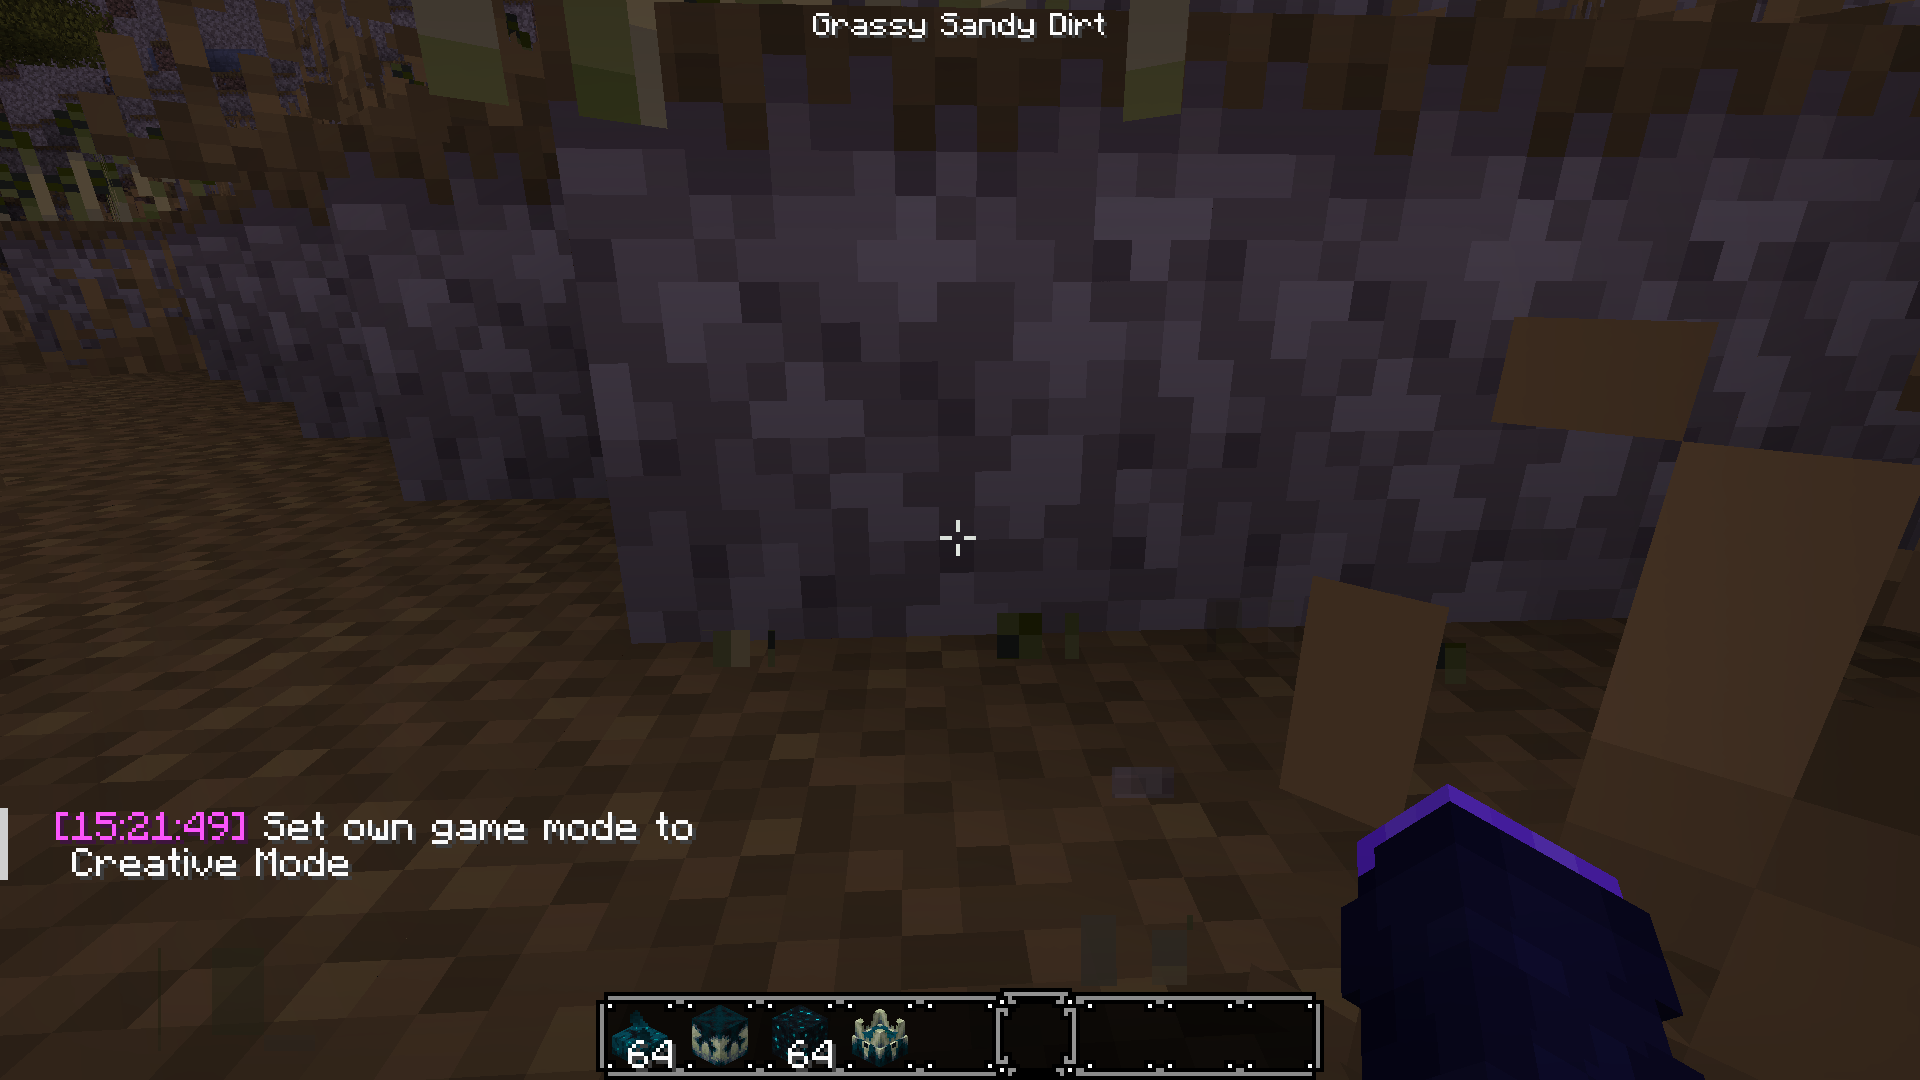 Grassy Sandy Dirt
[15:21:49] Set own game mode to
Creative Mode
64
64